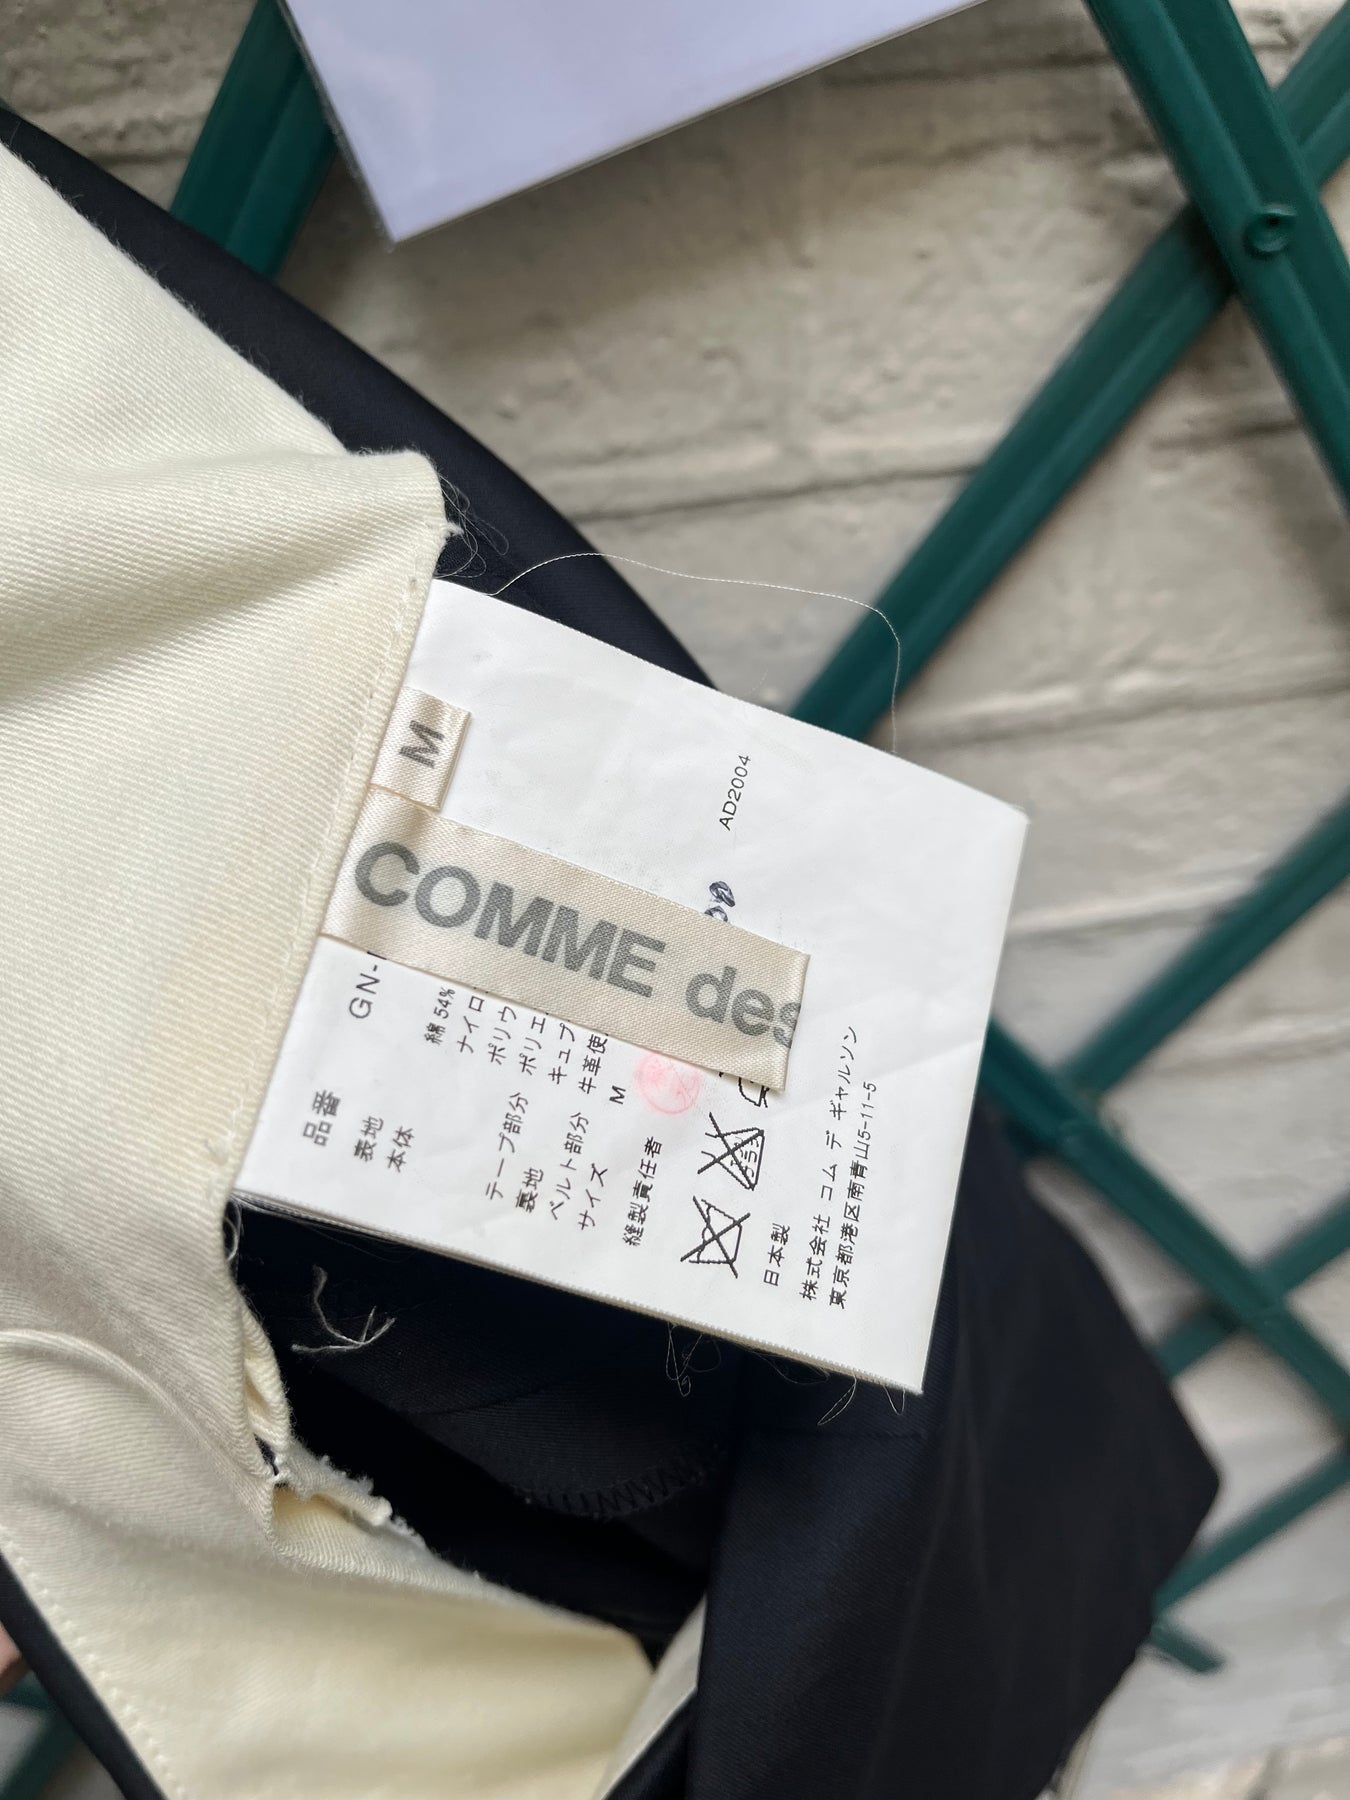 M
COMME des
AD2004
品番 GN-
表地
本体 綿 54%
ナイロ
ポリウ
テープ部分 ポリエ
裏地 キュプ
ベルト部分 牛革使
サイズ M
縫製責任者
日本製
株式会社 コム デ ギャルソン
東京都港区南青山5-11-5